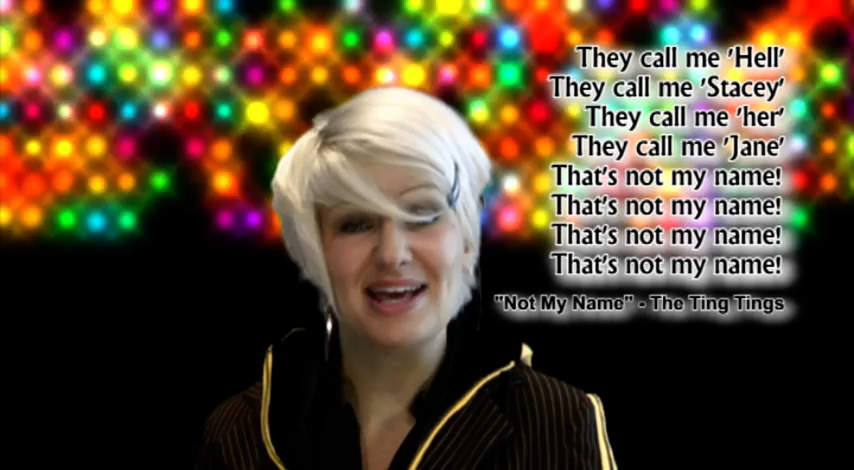 They call me 'Hell'
They call me 'Stacey'
They call me 'her'
They call me 'Jane'
That's not my name!
That's not my name!
That's not my name!
That's not my name!
"Not My Name" - The Ting Tings